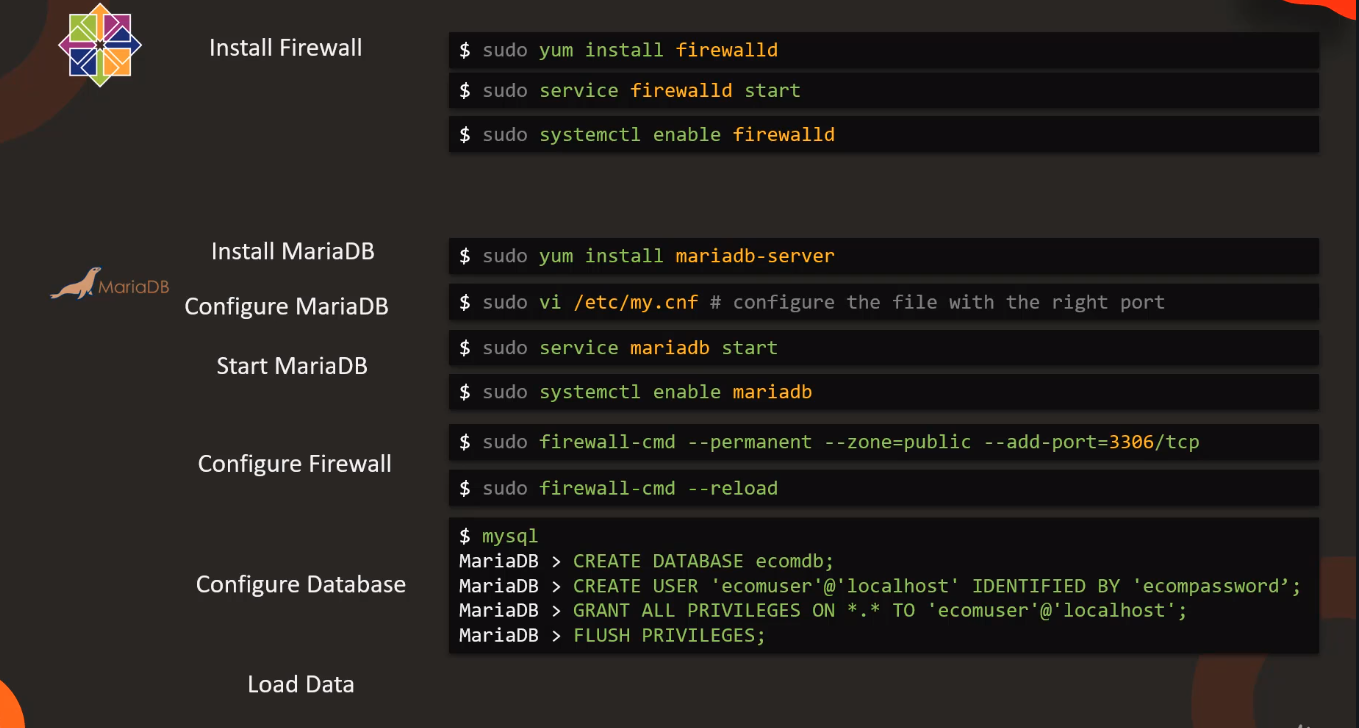 Install Firewall
$ sudo yum install firewalld
$ sudo service firewalld start
$ sudo systemctl enable firewalld
Install MariaDB
$ sudo yum install mariadb-server
MariaDB
Configure MariaDB
$ sudo vi /etc/my.cnf # configure the file with the right port
Start MariaDB
$ sudo service mariadb start
$ sudo systemctl enable mariadb
Configure Firewall
$ sudo firewall-cmd --permanent --zone=public --add-port=3306/tcp
$ sudo firewall-cmd --reload
Configure Database
$ mysql
MariaDB > CREATE DATABASE ecomdb;
MariaDB > CREATE USER 'ecomuser'@'localhost' IDENTIFIED BY 'ecompassword’;
MariaDB > GRANT ALL PRIVILEGES ON *.* TO 'ecomuser'@'localhost';
MariaDB > FLUSH PRIVILEGES;
Load Data